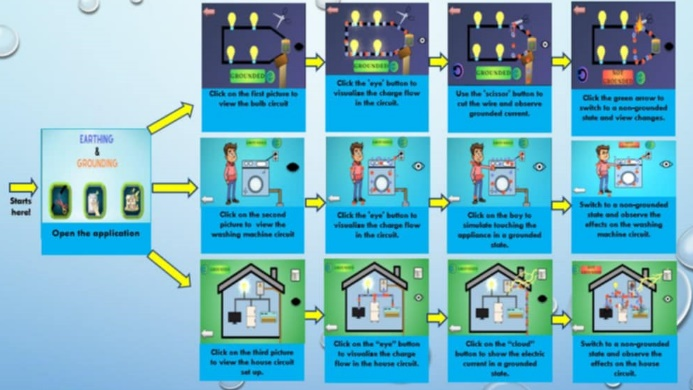 Starts
here!
EARTHING
&
GROUNDING
Open the application
GROUNDED
Click on the first picture to
view the bulb circuit
GROUNDED
Click the 'eye' button to
visualize the charge flow
in the circuit.
GROUNDED
Use the 'scissor' button to
cut the wire and observe
grounded current.
NOT
GROUNDED
Click the green arrow to
switch to a non-grounded
state and view changes.
Click on the second
picture to view the
washing machine circuit
Click the 'eye' button to
visualize the charge flow
in the circuit.
Click on the boy to
simulate touching the
appliance in a grounded
state.
Switch to a non-grounded
state and observe the
effects on the washing
machine circuit.
Click on the third picture
to view the house circuit
set up.
Click on the "eye" button
to visualize the charge
flow in the house circuit.
Click on the "cloud"
button to show the electric
current in a grounded
state.
Switch to a non-grounded
state and observe the
effects on the house
circuit.